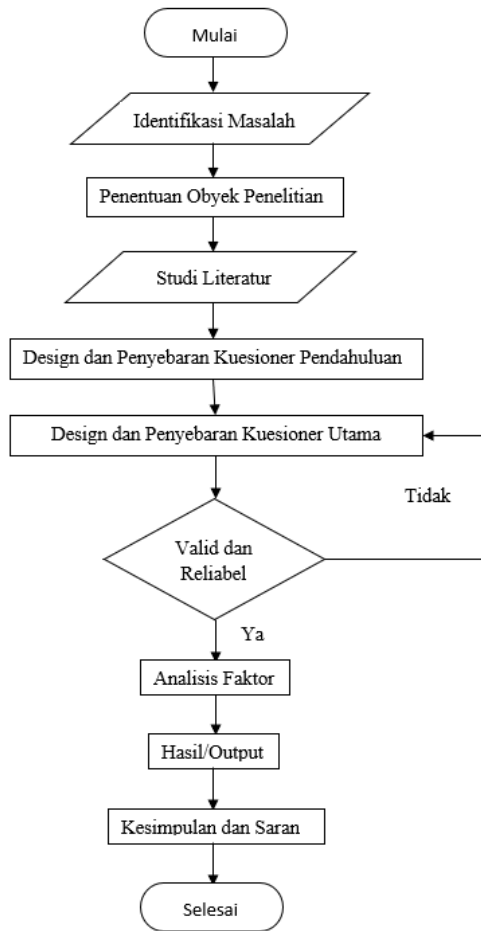 Mulai
Identifikasi Masalah
Penentuan Obyek Penelitian
Studi Literatur
Design dan Penyebaran Kuesioner Pendahuluan
Design dan Penyebaran Kuesioner Utama
Tidak
Valid dan
Reliabel
Ya
Analisis Faktor
Hasil/Output
Kesimpulan dan Saran
Selesai